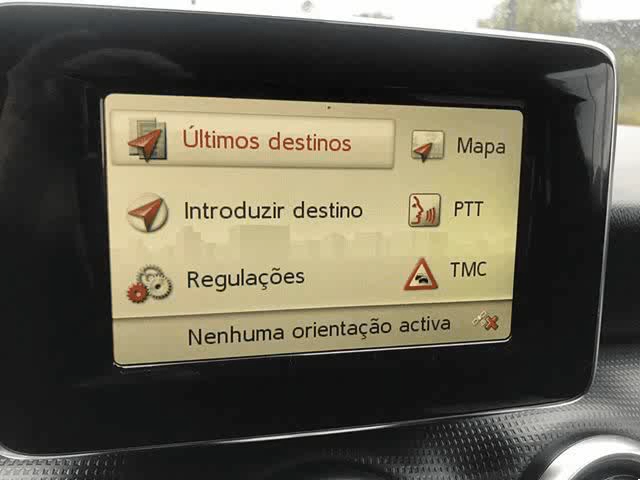 Últimos destinos
Mapa
Introduzir destino
PTT
Regulações
TMC
Nenhuma orientação activa